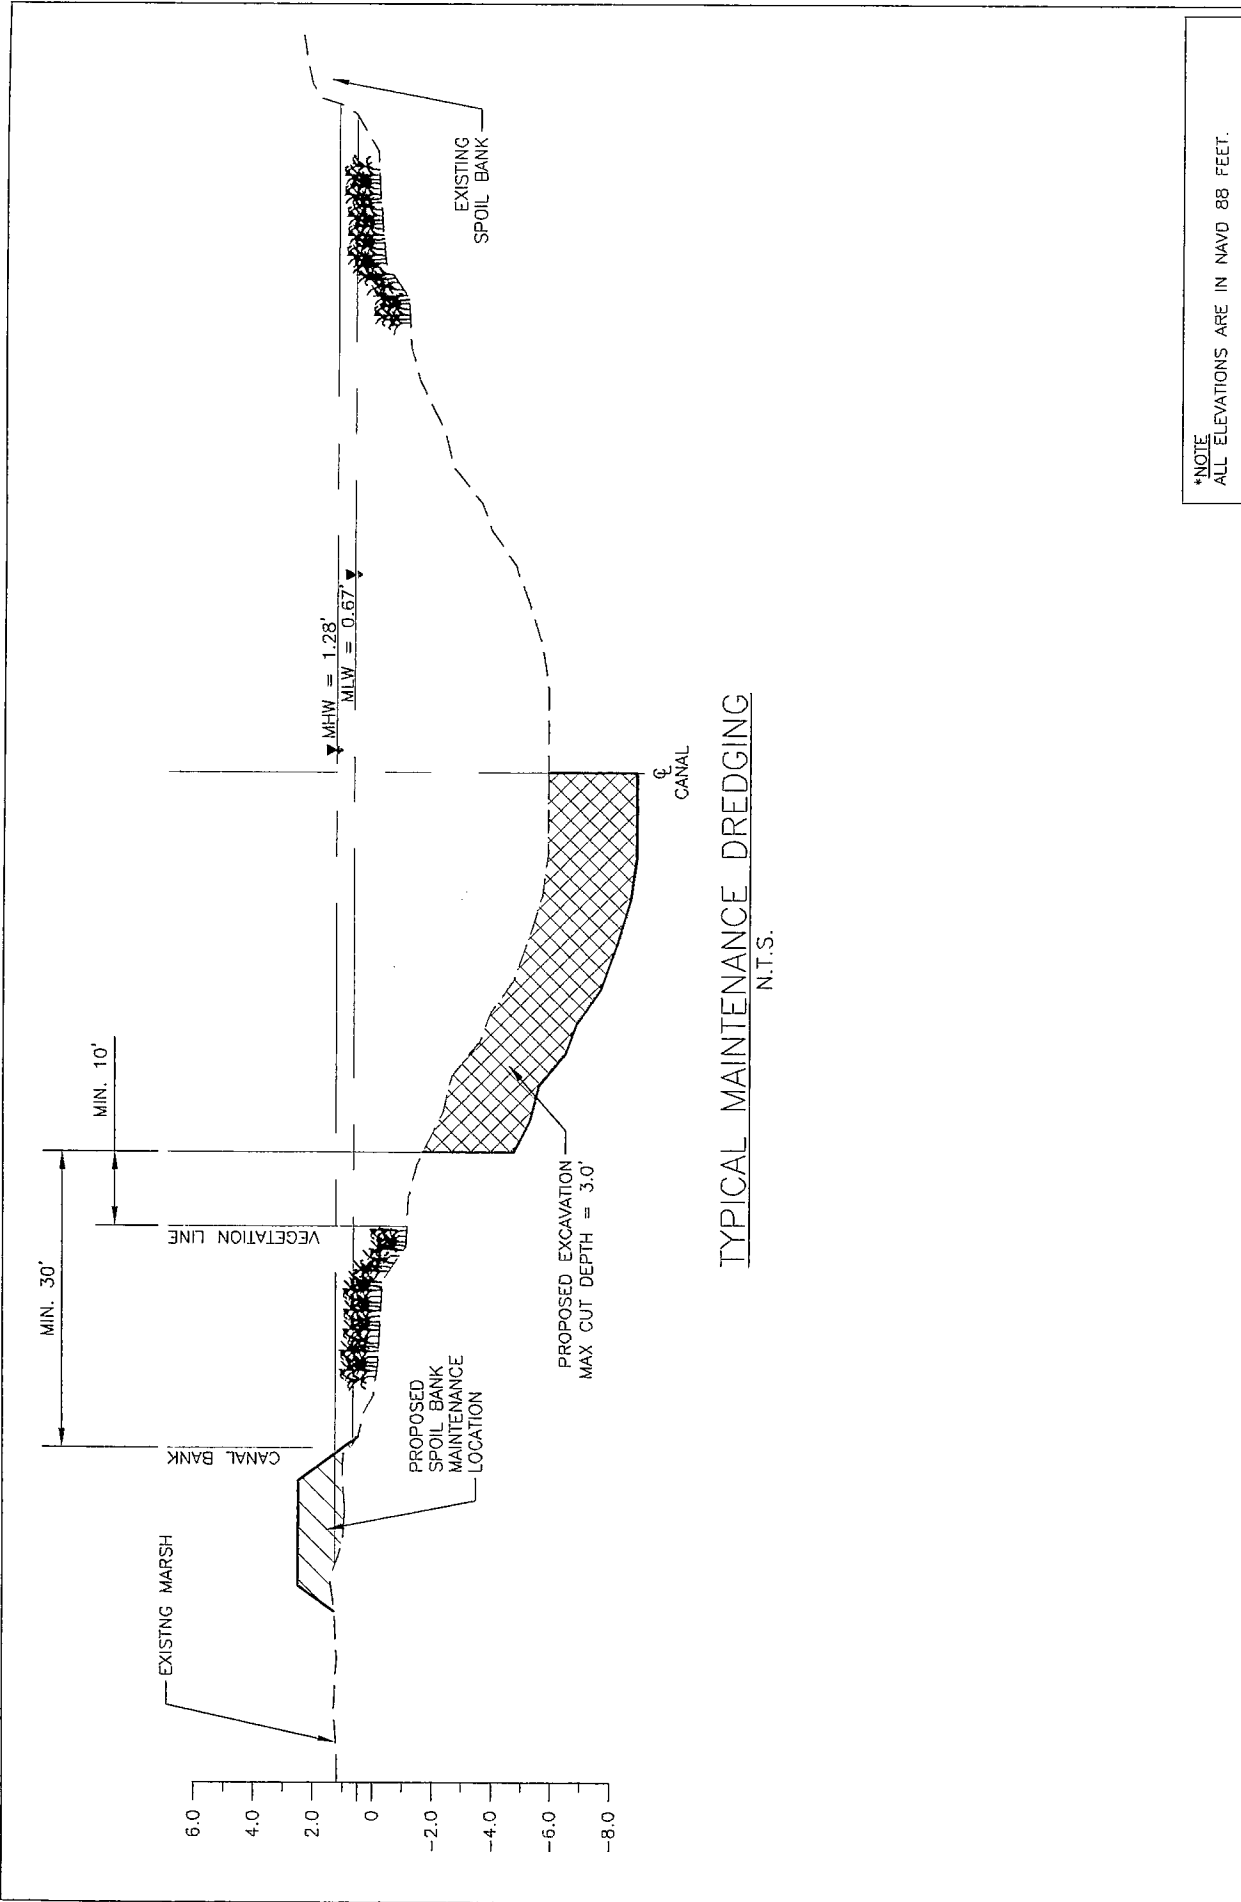 MIN. 30'
MIN. 10'
EXISTNG MARSH
CANAL BANK
VEGETATION LINE
MHW = 1.28'
MLW = 0.67'
EXISTING
SPOIL BANK
PROPOSED
SPOIL BANK
MAINTENANCE
LOCATION
PROPOSED EXCAVATION
MAX CUT DEPTH = 3.0'
℄
CANAL
6.0
4.0
2.0
0
-2.0
-4.0
-6.0
-8.0
TYPICAL MAINTENANCE DREDGING
N.T.S.
*NOTE
ALL ELEVATIONS ARE IN NAVD 88 FEET.